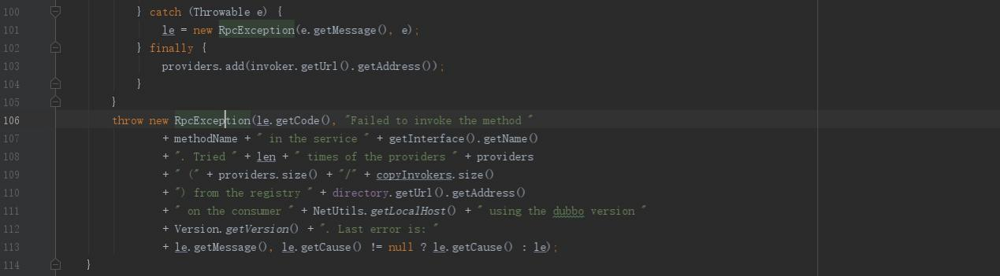 100 } catch (Throwable e) {
101 le = new RpcException(e.getMessage(), e);
102 } finally {
103 providers.add(invoker.getUrl().getAddress());
104 }
105 }
106 throw new RpcException(le.getCode(), "Failed to invoke the method "
107 + methodName + " in the service " + getInterface().getName()
108 + ". Tried " + len + " times of the providers " + providers
109 + " (" + providers.size() + "/" + copyInvokers.size()
110 + ") from the registry " + directory.getUrl().getAddress()
111 + " on the consumer " + NetUtils.getLocalHost() + " using the dubbo version "
112 + Version.getVersion() + ". Last error is: "
113 + le.getMessage(), le.getCause() != null ? le.getCause() : le);
114 }